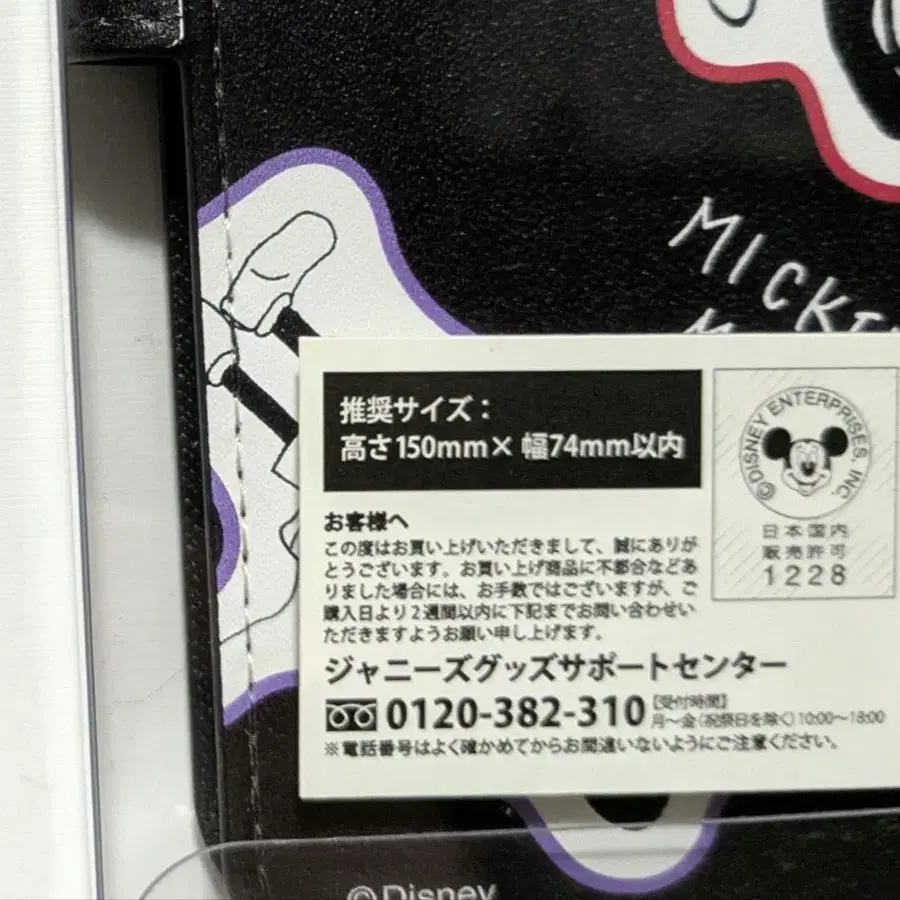 MICK
推奨サイズ：
高さ150mm×幅74mm以内
©DISNEY ENTERPRISES, INC.
日本国内
販売許可
1228
お客様へ
この度はお買い上げいただきまして、誠にありが
とうございます。お買い上げ商品に不都合などあ
りました場合には、お手数ではございますが、ご
購入日より2週間以内に下記までお問い合わせい
ただきますようお願い申し上げます。
ジャニーズグッズサポートセンター
0120-382-310
【受付時間】
月～金（祝祭日を除く）10:00～18:00
※電話番号はよく確かめてからお間違いないようにご注意ください。
©Disney